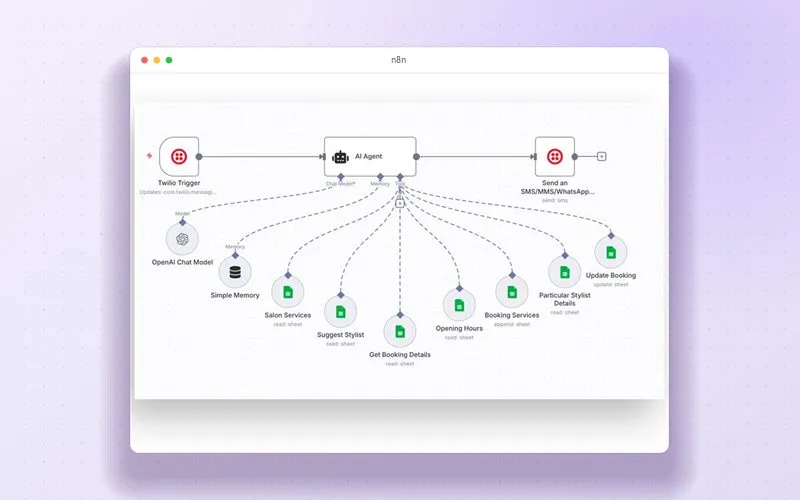 n8n
Twilio Trigger
Updates: com.twilio.messagi...
AI Agent
Chat Model*
Memory
Tool
Send an
SMS/MMS/WhatsApp...
send: sms
Model
OpenAI Chat Model
Memory
Simple Memory
Salon Services
read: sheet
Suggest Stylist
read: sheet
Get Booking Details
read: sheet
Opening Hours
read: sheet
Booking Services
append: sheet
Particular Stylist
Details
read: sheet
Update Booking
update: sheet